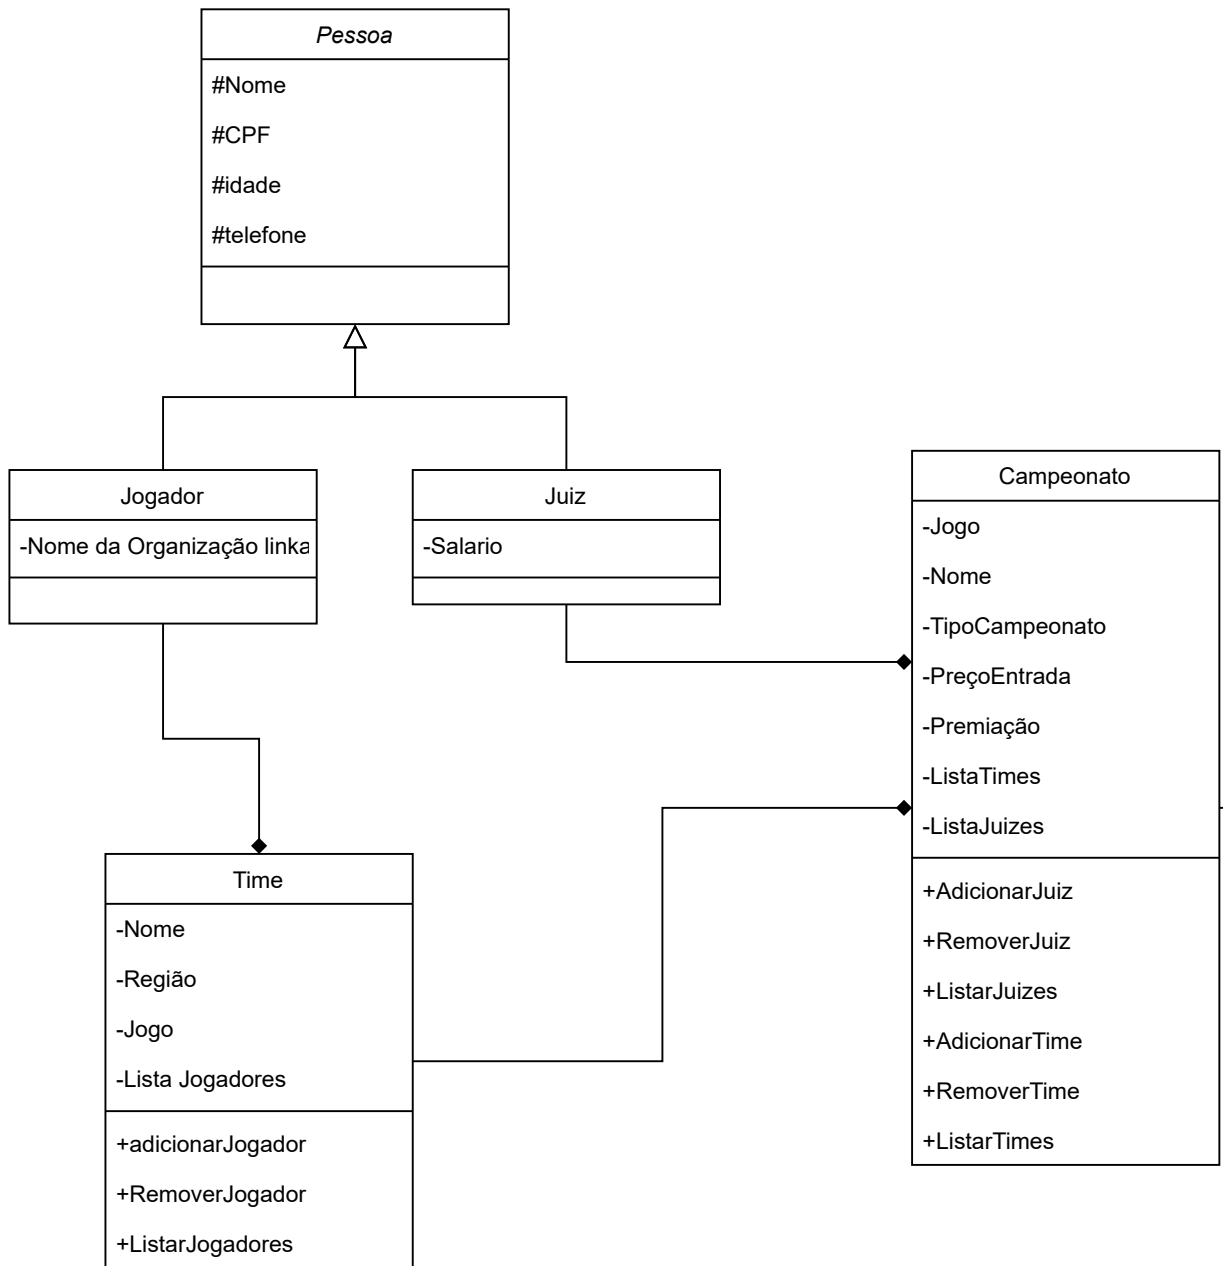 Pessoa
#Nome
#CPF
#idade
#telefone
Jogador
-Nome da Organização linka
Juiz
-Salario
Campeonato
-Jogo
-Nome
-TipoCampeonato
-PreçoEntrada
-Premiação
-ListaTimes
-ListaJuizes
+AdicionarJuiz
+RemoverJuiz
+ListarJuizes
+AdicionarTime
+RemoverTime
+ListarTimes
Time
-Nome
-Região
-Jogo
-Lista Jogadores
+adicionarJogador
+RemoverJogador
+ListarJogadores